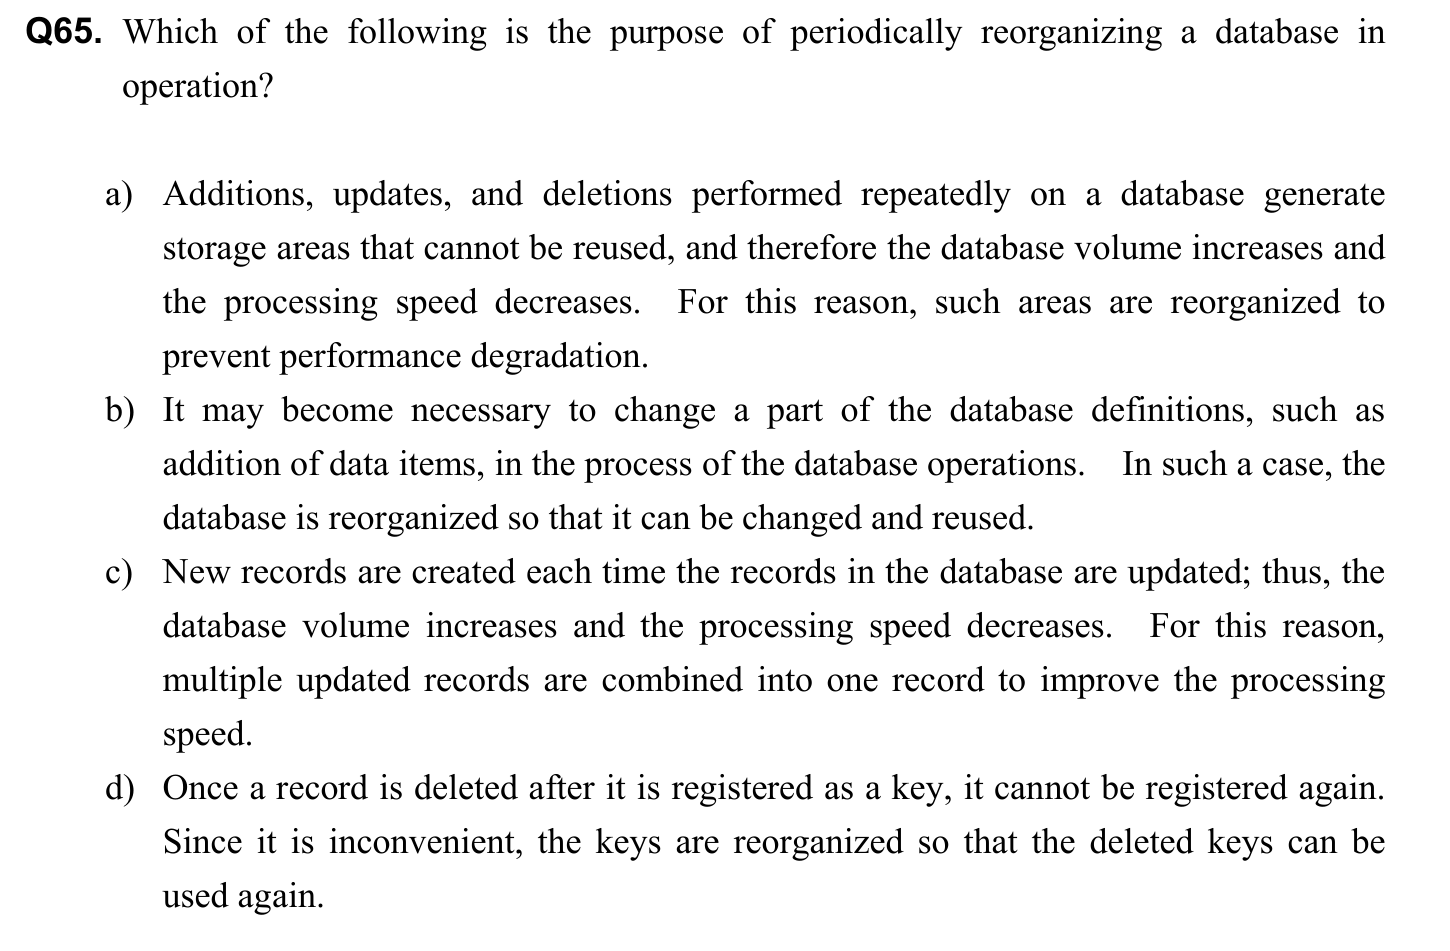 Q65. Which of the following is the purpose of periodically reorganizing a database in
operation?
a) Additions, updates, and deletions performed repeatedly on a database generate
storage areas that cannot be reused, and therefore the database volume increases and
the processing speed decreases. For this reason, such areas are reorganized to
prevent performance degradation.
b) It may become necessary to change a part of the database definitions, such as
addition of data items, in the process of the database operations. In such a case, the
database is reorganized so that it can be changed and reused.
c) New records are created each time the records in the database are updated; thus, the
database volume increases and the processing speed decreases. For this reason,
multiple updated records are combined into one record to improve the processing
speed.
d) Once a record is deleted after it is registered as a key, it cannot be registered again.
Since it is inconvenient, the keys are reorganized so that the deleted keys can be
used again.